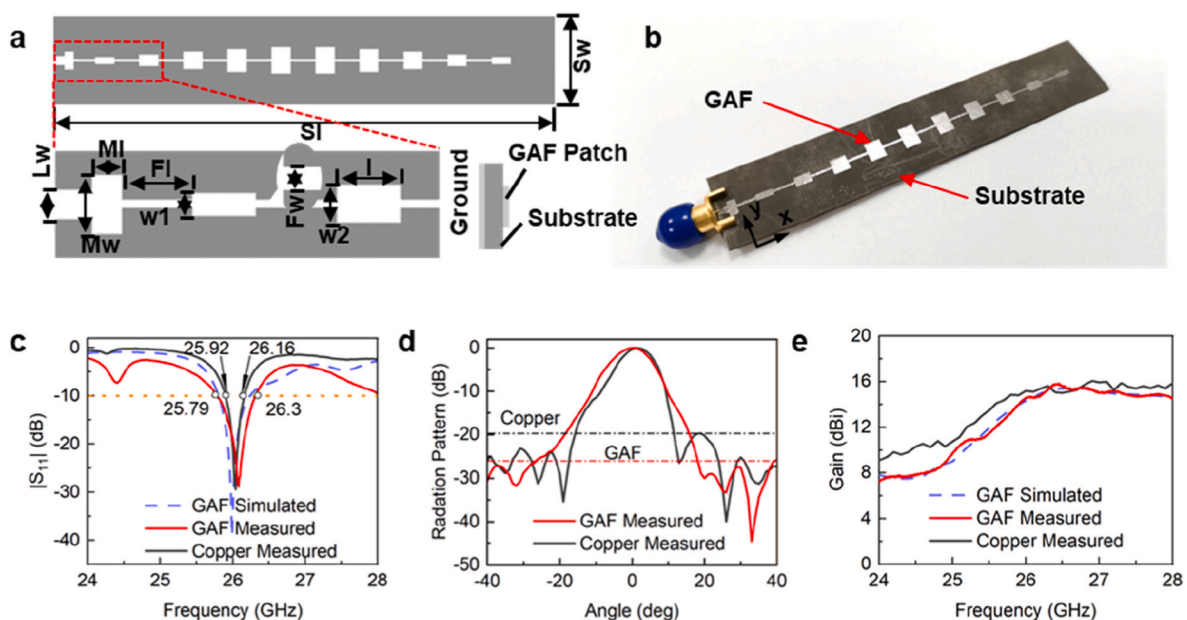 a
Sw
Sl
Lw
Ml
Fl
w1
Mw
Fwi
w2
l
Ground
GAF Patch
Substrate
b
GAF
Substrate
y
x
c
25.92
26.16
25.79
26.3
0
-10
-20
-30
-40
|S11| (dB)
GAF Simulated
GAF Measured
Copper Measured
24
25
26
27
28
Frequency (GHz)
d
0
-10
-20
-30
-40
-50
Radation Pattern (dB)
Copper
GAF
GAF Measured
Copper Measured
-40
-20
0
20
40
Angle (deg)
e
20
16
12
8
4
0
Gain (dBi)
GAF Simulated
GAF Measured
Copper Measured
24
25
26
27
28
Frequency (GHz)